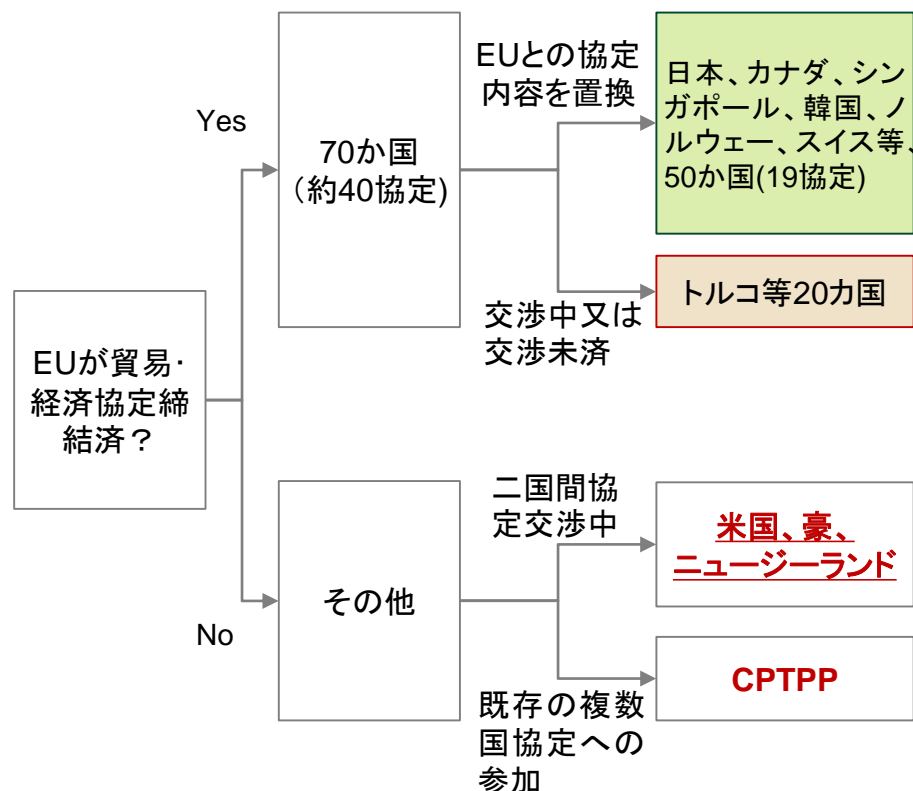 EUが貿易・
経済協定締
結済？
Yes
70か国
（約40協定)
EUとの協定
内容を置換
日本、カナダ、シン
ガポール、韓国、ノ
ルウェー、スイス等、
50か国(19協定)
交渉中又は
交渉未済
トルコ等20カ国
No
その他
二国間協
定交渉中
米国、豪、
ニュージーランド
既存の複数
国協定への
参加
CPTPP